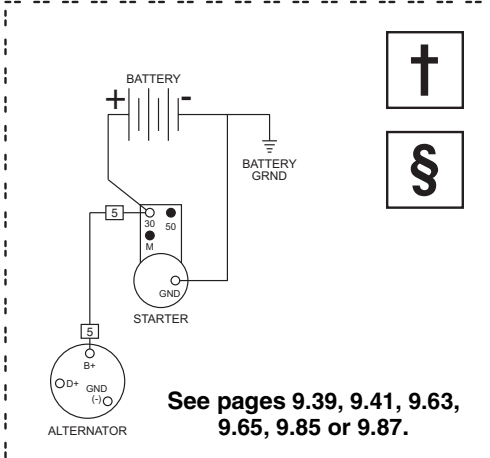 †
BATTERY
+ -
§
BATTERY
GRND
5
30
50
M
GND
STARTER
5
B+
D+
GND
(-)
ALTERNATOR
See pages 9.39, 9.41, 9.63,
9.65, 9.85 or 9.87.